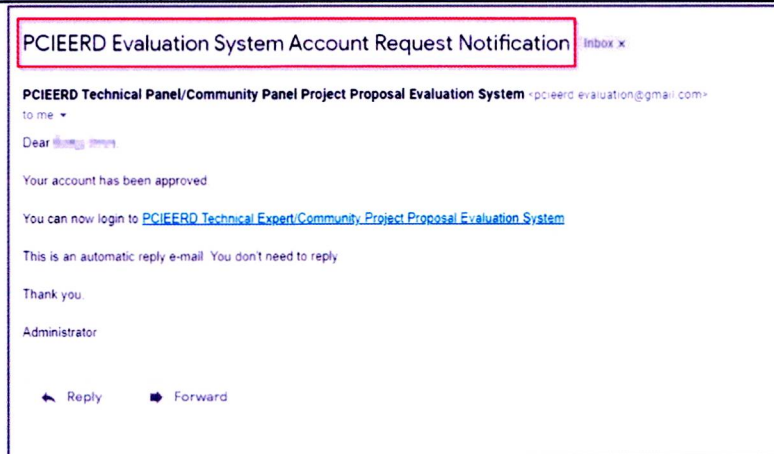 PCIEERD Evaluation System Account Request Notification Inbox x
PCIEERD Technical Panel/Community Panel Project Proposal Evaluation System <pcieerd.evaluation@gmail.com>
to me
Dear
Your account has been approved
You can now login to PCIEERD Technical Expert/Community Project Proposal Evaluation System
This is an automatic reply e-mail. You don't need to reply
Thank you.
Administrator
Reply Forward